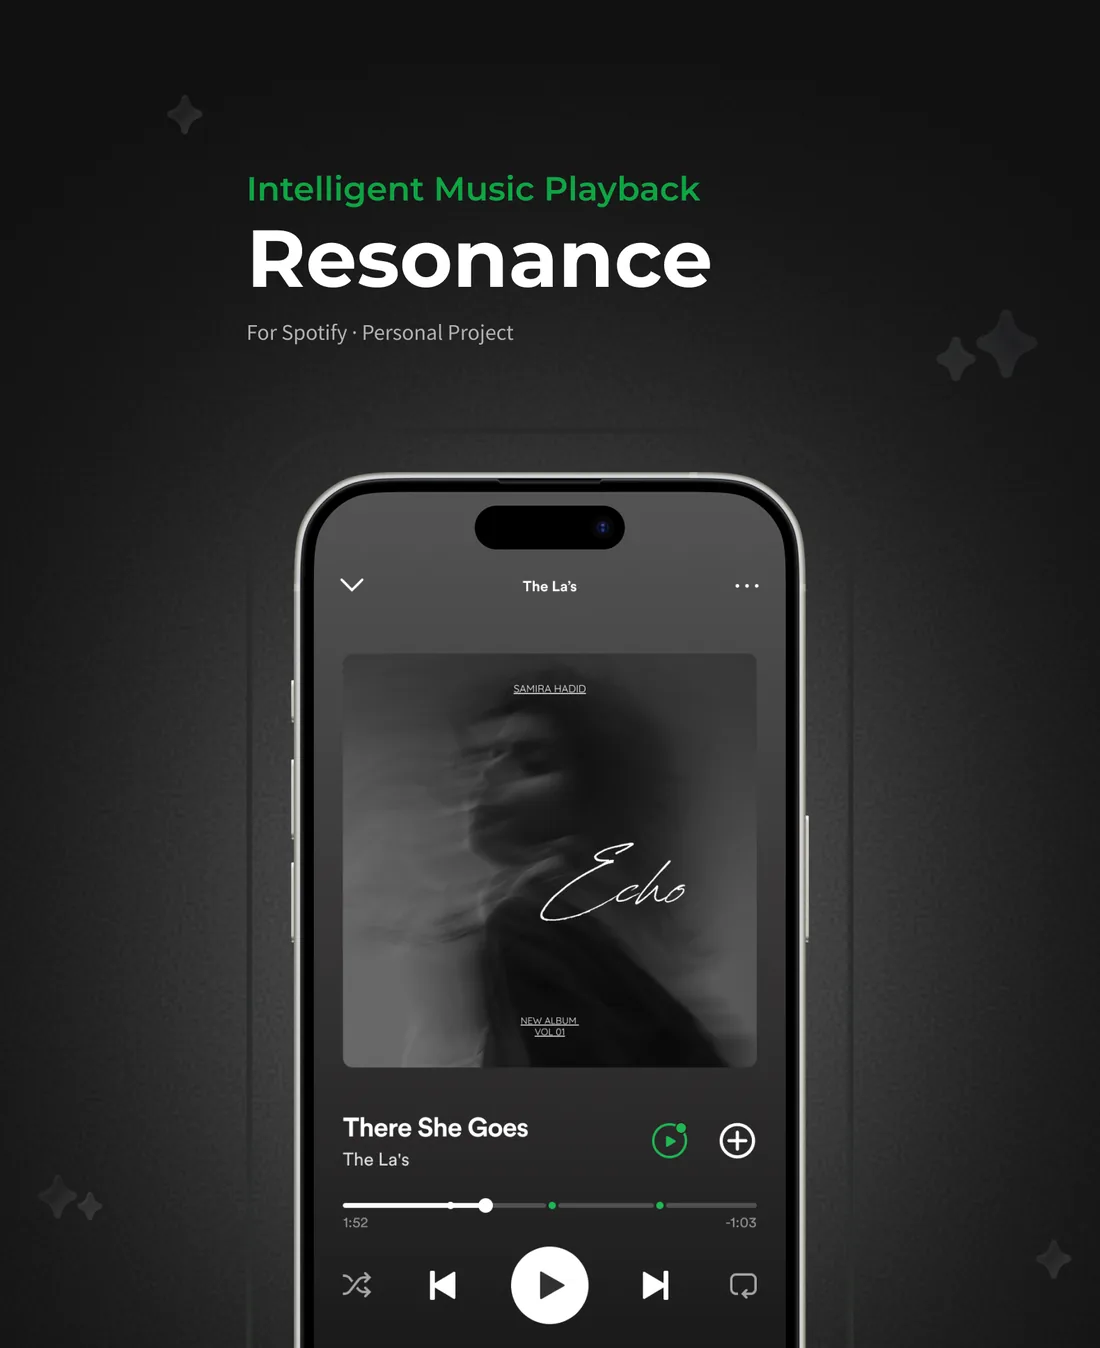 Intelligent Music Playback
Resonance
For Spotify · Personal Project
The La’s
SAMIRA HADID
Echo
NEW ALBUM
VOL.01
There She Goes
The La's
1:52
-1:03